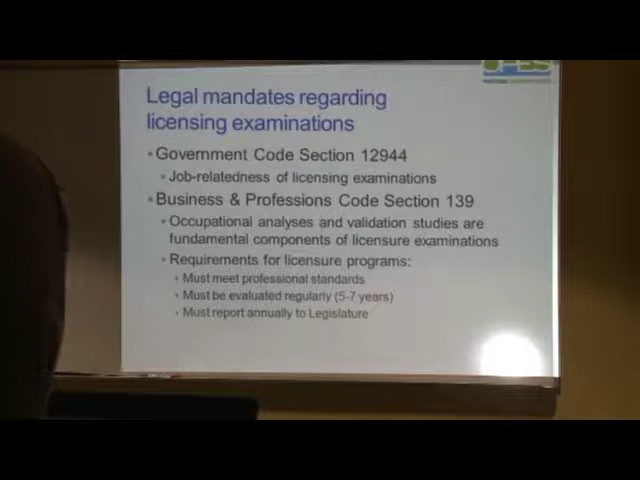 Legal mandates regarding
licensing examinations
• Government Code Section 12944
• Job-relatedness of licensing examinations
• Business & Professions Code Section 139
• Occupational analyses and validation studies are
fundamental components of licensure examinations
• Requirements for licensure programs:
• Must meet professional standards
• Must be evaluated regularly (5-7 years)
• Must report annually to Legislature